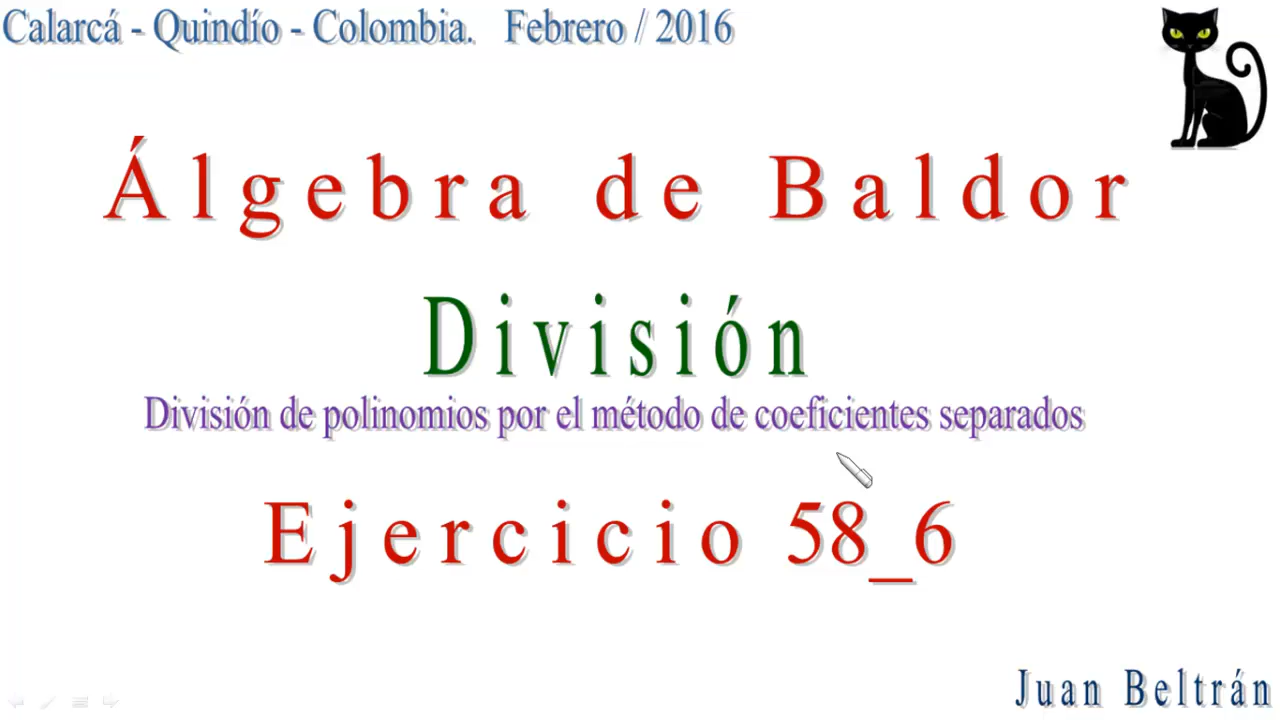 Calarcá - Quindío - Colombia. Febrero / 2016
Álgebra de Baldor
División
División de polinomios por el método de coeficientes separados
Ejercicio 58_6
Juan Beltrán